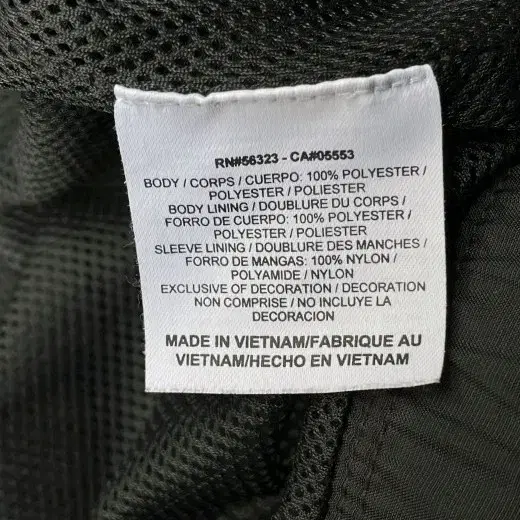 RN#56323 - CA#05553
BODY / CORPS / CUERPO: 100% POLYESTER /
POLYESTER / POLIESTER
BODY LINING / DOUBLURE DU CORPS /
FORRO DE CUERPO: 100% POLYESTER /
POLYESTER / POLIESTER
SLEEVE LINING / DOUBLURE DES MANCHES /
FORRO DE MANGAS: 100% NYLON /
POLYAMIDE / NYLON
EXCLUSIVE OF DECORATION / DECORATION
NON COMPRISE / NO INCLUYE LA
DECORACION
MADE IN VIETNAM/FABRIQUE AU
VIETNAM/HECHO EN VIETNAM